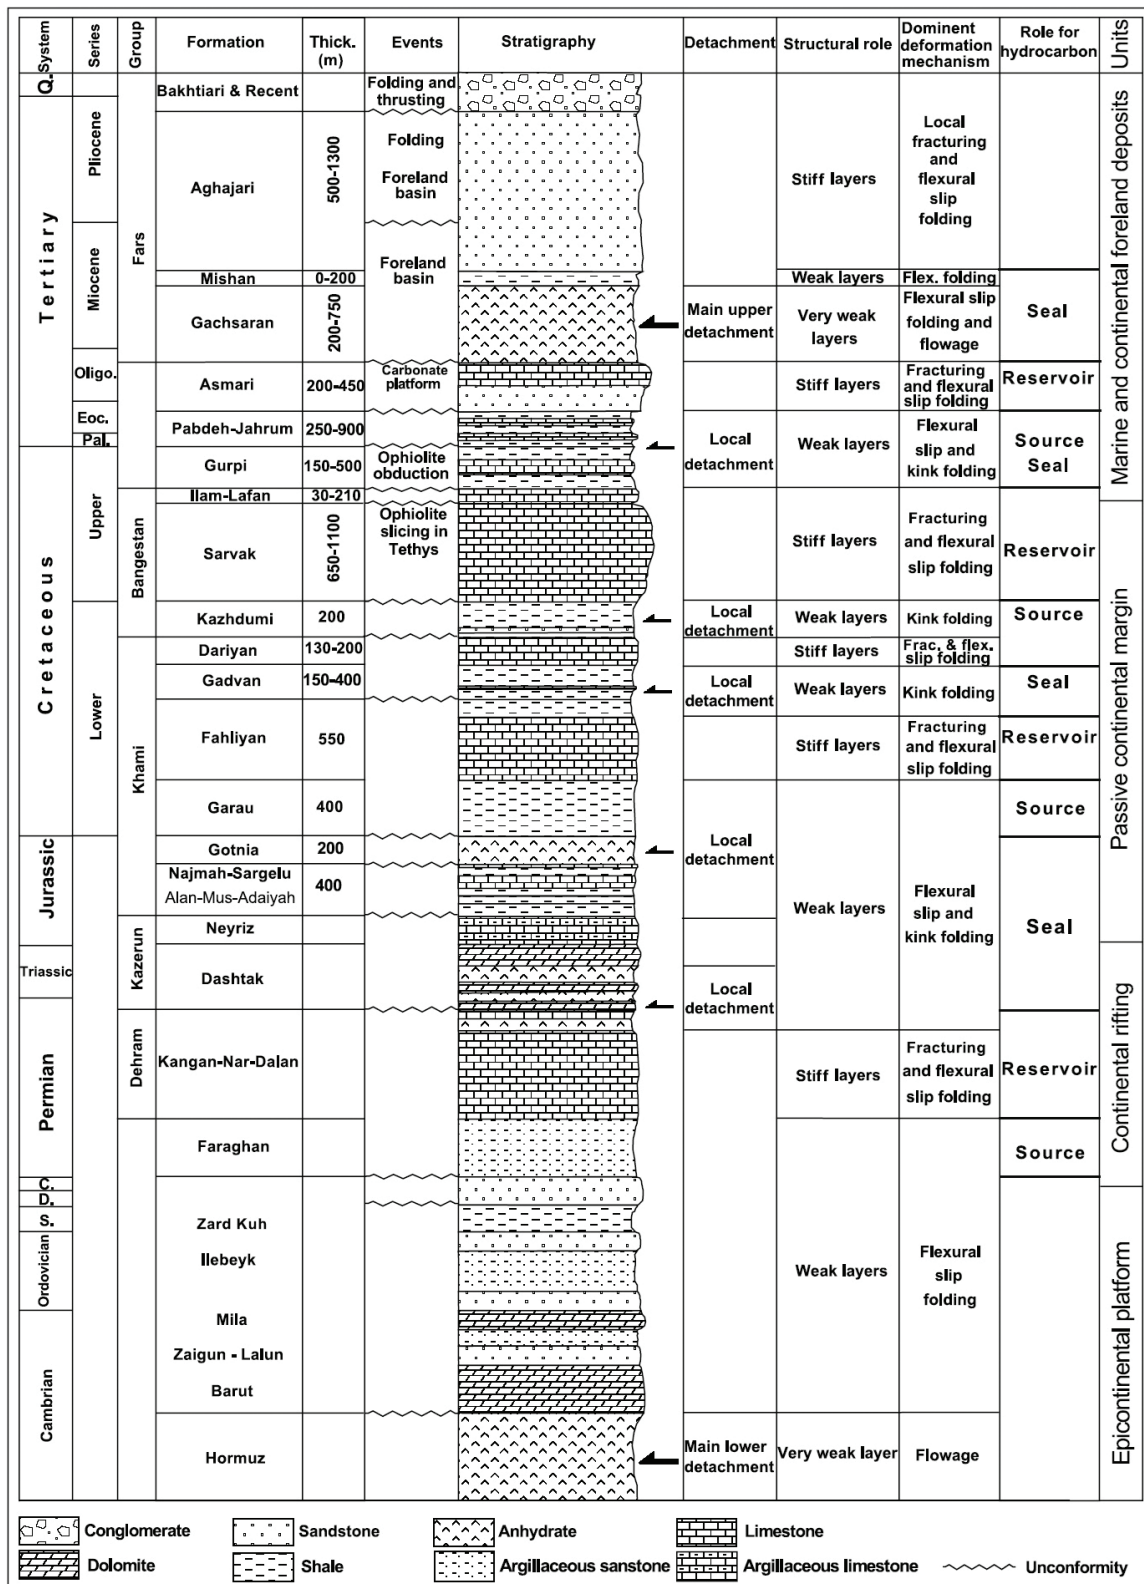 System
Series
Group
Formation
Thick.
(m)
Events
Stratigraphy
Detachment
Structural role
Dominent
deformation
mechanism
Role for
hydrocarbon
Units
Q.
Tertiary
Cretaceous
Jurassic
Triassic
Permian
C.
D.
S.
Ordovician
Cambrian
Pliocene
Miocene
Oligo.
Eoc.
Pal.
Upper
Lower
Fars
Bangestan
Khami
Kazerun
Dehram
Bakhtiari & Recent
Aghajari
Mishan
Gachsaran
Asmari
Pabdeh-Jahrum
Gurpi
Ilam-Lafan
Sarvak
Kazhdumi
Dariyan
Gadvan
Fahliyan
Garau
Gotnia
Najmah-Sargelu
Alan-Mus-Adaiyah
Neyriz
Dashtak
Kangan-Nar-Dalan
Faraghan
Zard Kuh
Ilebeyk
Mila
Zaigun - Lalun
Barut
Hormuz
500-1300
0-200
200-750
200-450
250-900
150-500
30-210
650-1100
200
130-200
150-400
550
400
200
400
Folding and
thrusting
Folding
Foreland
basin
Foreland
basin
Carbonate
platform
Ophiolite
obduction
Ophiolite
slicing in
Tethys
Main upper
detachment
Local
detachment
Local
detachment
Local
detachment
Local
detachment
Local
detachment
Main lower
detachment
Stiff layers
Weak layers
Very weak
layers
Stiff layers
Weak layers
Stiff layers
Weak layers
Stiff layers
Weak layers
Stiff layers
Weak layers
Stiff layers
Weak layers
Very weak layer
Local
fracturing
and
flexural
slip
folding
Flex. folding
Flexural slip
folding and
flowage
Fracturing
and flexural
slip folding
Flexural
slip and
kink folding
Fracturing
and flexural
slip folding
Kink folding
Frac. & flex.
slip folding
Kink folding
Fracturing
and flexural
slip folding
Flexural
slip and
kink folding
Fracturing
and flexural
slip folding
Flexural
slip
folding
Flowage
Seal
Reservoir
Source
Seal
Reservoir
Source
Seal
Reservoir
Source
Seal
Reservoir
Source
Marine and continental foreland deposits
Passive continental margin
Continental rifting
Epicontinental platform
Conglomerate
Sandstone
Anhydrate
Limestone
Dolomite
Shale
Argillaceous sanstone
Argillaceous limestone
Unconformity